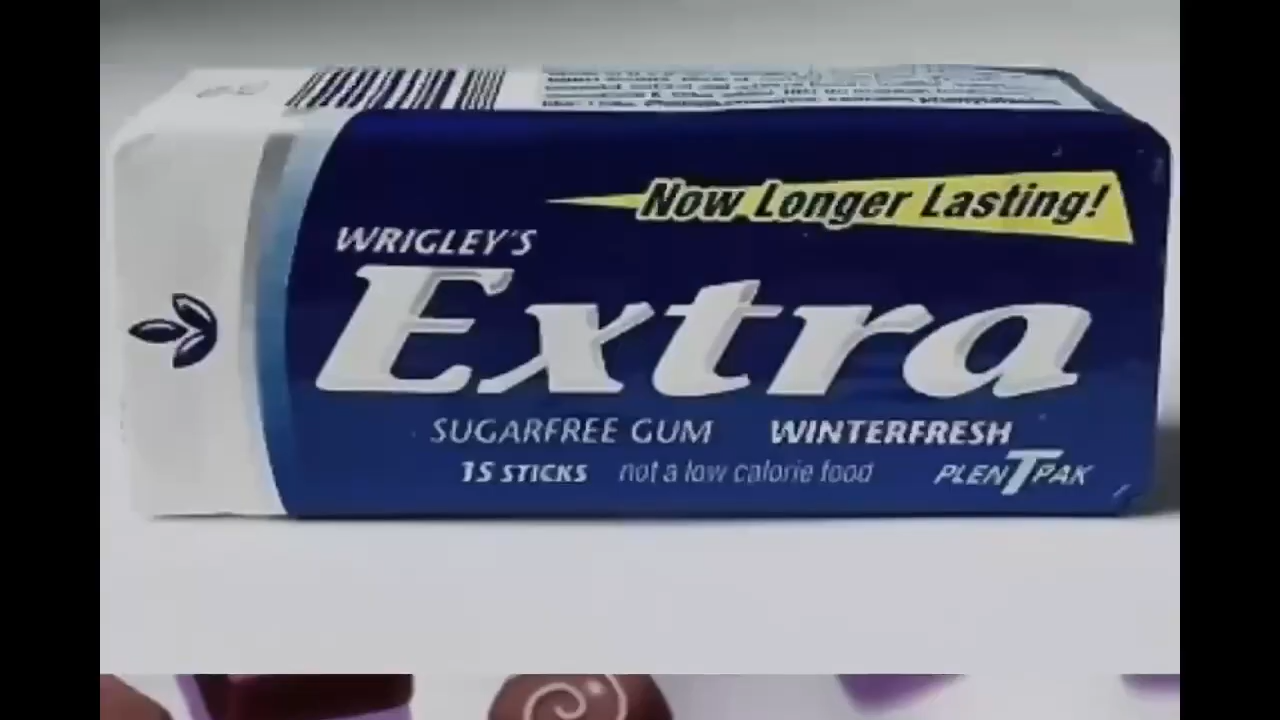 Now Longer Lasting!
WRIGLEY'S
Extra
SUGARFREE GUM WINTERFRESH
15 STICKS not a low calorie food PLENTPAK